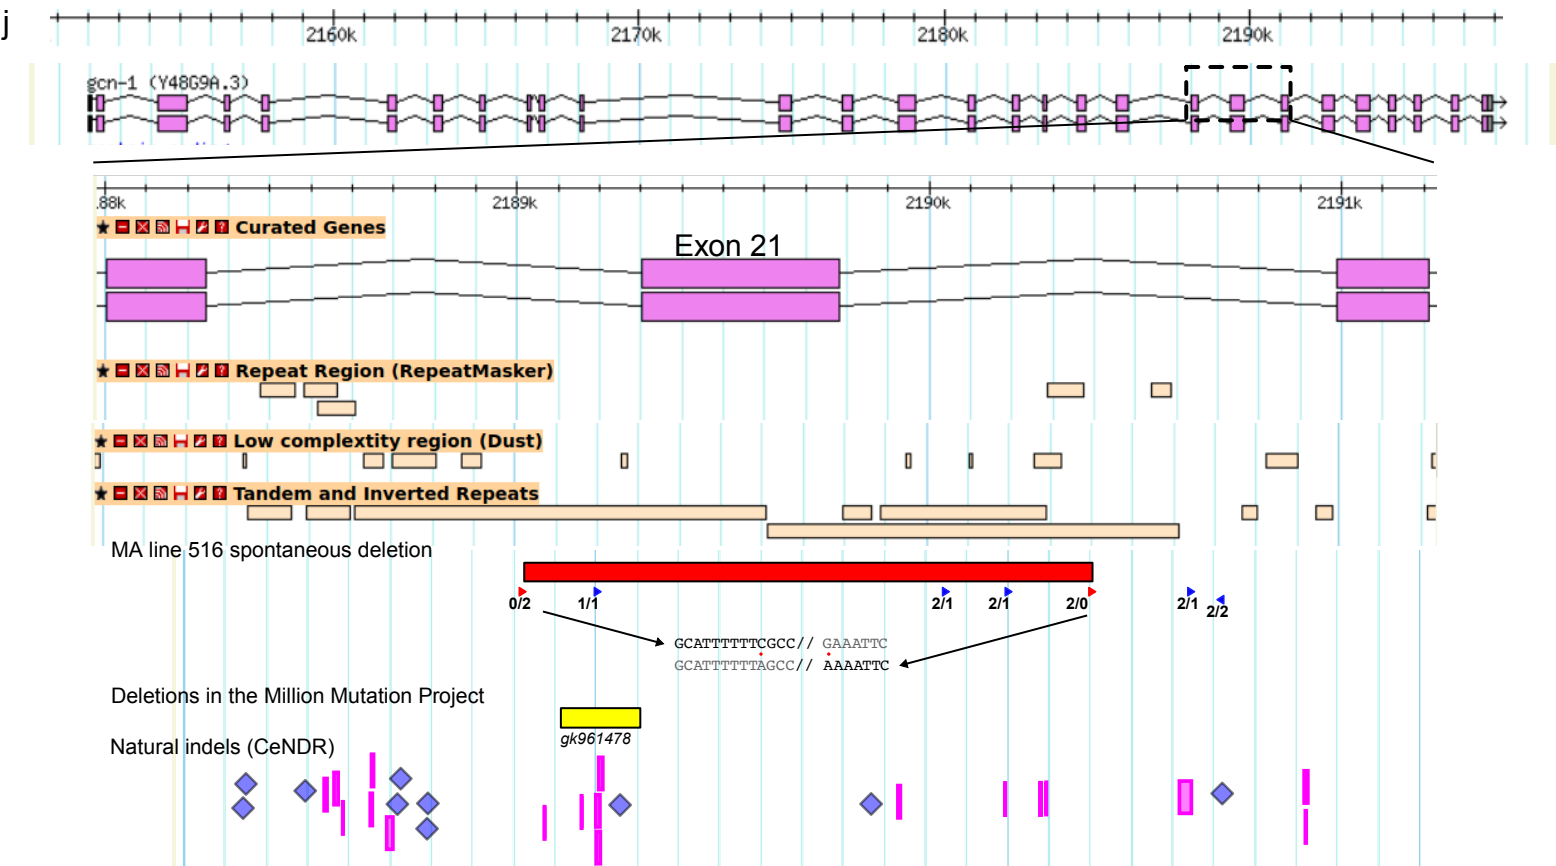 j
2160k 2170k 2180k 2190k
gcn-1 (Y48G9A.3)
.88k 2189k 2190k 2191k
Curated Genes
Exon 21
Repeat Region (RepeatMasker)
Low complextity region (Dust)
Tandem and Inverted Repeats
MA line 516 spontaneous deletion
0/2 1/1 2/1 2/1 2/0 2/1 2/2
GCATTTTTTCGCC// GAAATTC
GCATTTTTTAGCC// AAAATTC
Deletions in the Million Mutation Project
gk961478
Natural indels (CeNDR)